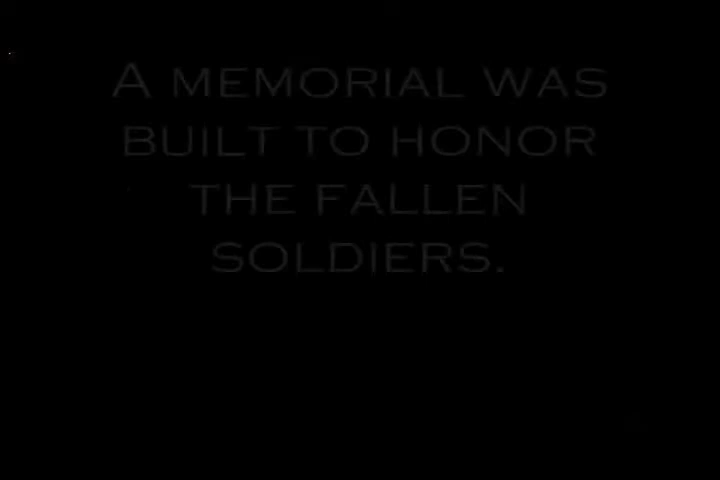 A MEMORIAL WAS
BUILT TO HONOR
THE FALLEN
SOLDIERS.